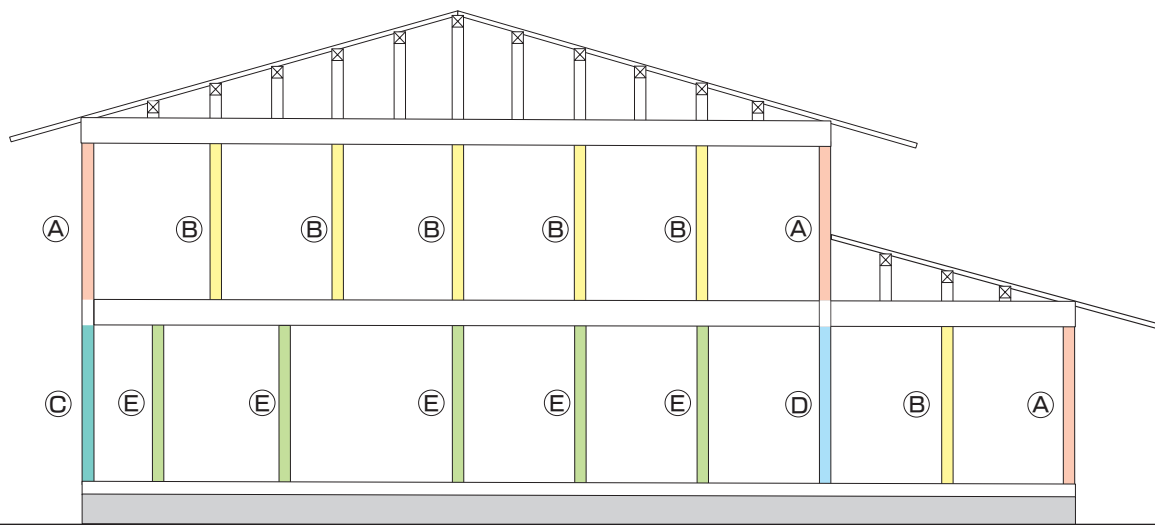 Ⓐ Ⓑ Ⓑ Ⓑ Ⓑ Ⓑ Ⓐ
Ⓒ Ⓔ Ⓔ Ⓔ Ⓔ Ⓔ Ⓓ Ⓑ Ⓐ